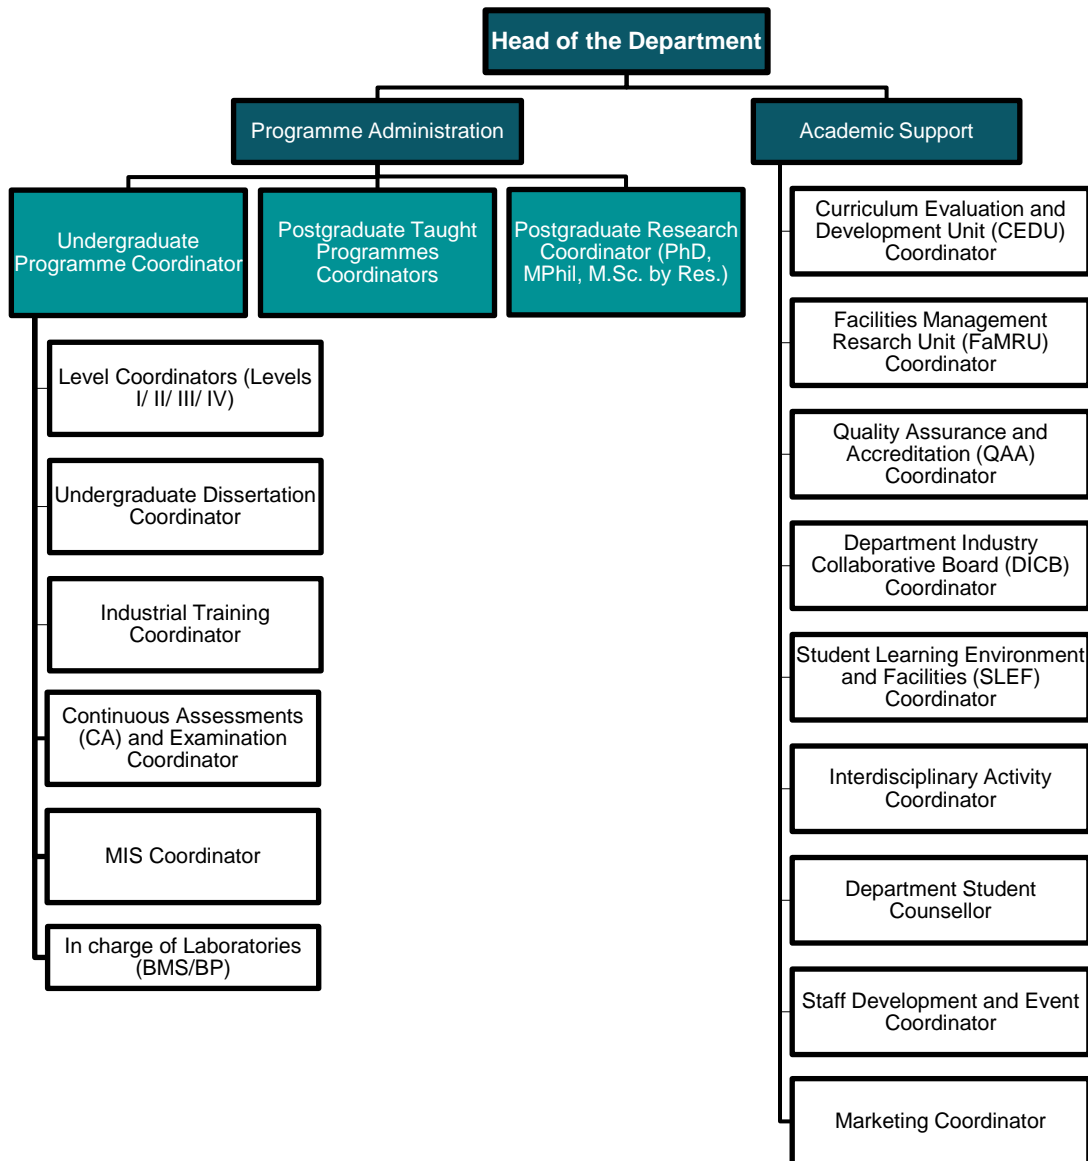 Head of the Department
Programme Administration
Academic Support
Undergraduate
Programme Coordinator
Postgraduate Taught
Programmes
Coordinators
Postgraduate Research
Coordinator (PhD,
MPhil, M.Sc. by Res.)
Level Coordinators (Levels
I/ II/ III/ IV)
Undergraduate Dissertation
Coordinator
Industrial Training
Coordinator
Continuous Assessments
(CA) and Examination
Coordinator
MIS Coordinator
In charge of Laboratories
(BMS/BP)
Curriculum Evaluation and
Development Unit (CEDU)
Coordinator
Facilities Management
Resarch Unit (FaMRU)
Coordinator
Quality Assurance and
Accreditation (QAA)
Coordinator
Department Industry
Collaborative Board (DICB)
Coordinator
Student Learning Environment
and Facilities (SLEF)
Coordinator
Interdisciplinary Activity
Coordinator
Department Student
Counsellor
Staff Development and Event
Coordinator
Marketing Coordinator